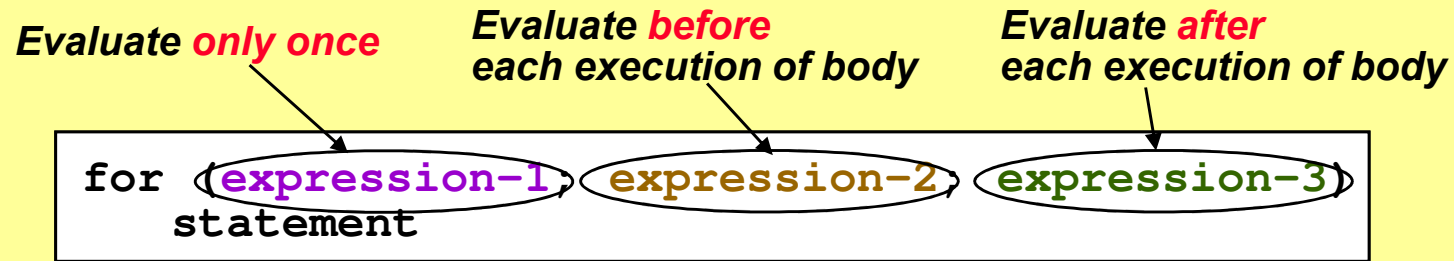 Evaluate only once
Evaluate before
each execution of body
Evaluate after
each execution of body
for (expression-1; expression-2; expression-3)
statement